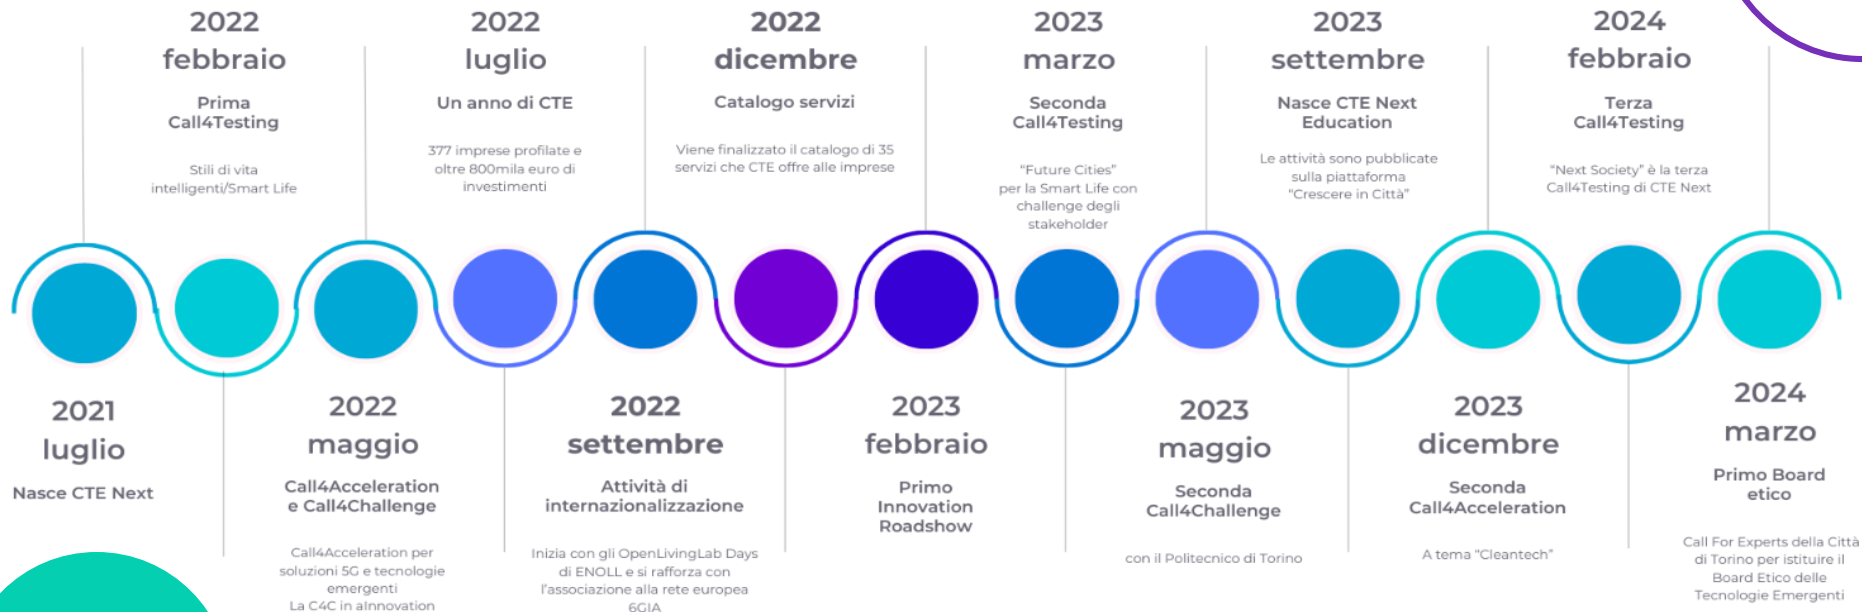 2021
luglio
Nasce CTE Next
2022
febbraio
Prima
Call4Testing
Stili di vita
intelligenti/Smart Life
2022
maggio
Call4Acceleration
e Call4Challenge
Call4Acceleration per
soluzioni 5G e tecnologie
emergenti
La C4C in aInnovation
2022
luglio
Un anno di CTE
377 imprese profilate e
oltre 800mila euro di
investimenti
2022
settembre
Attività di
internazionalizzazione
Inizia con gli OpenLivingLab Days
di ENOLL e si rafforza con
l'associazione alla rete europea
6GIA
2022
dicembre
Catalogo servizi
Viene finalizzato il catalogo di 35
servizi che CTE offre alle imprese
2023
febbraio
Primo
Innovation
Roadshow
2023
marzo
Seconda
Call4Testing
“Future Cities”
per la Smart Life con
challenge degli
stakeholder
2023
maggio
Seconda
Call4Challenge
con il Politecnico di Torino
2023
settembre
Nasce CTE Next
Education
Le attività sono pubblicate
sulla piattaforma
“Crescere in Città”
2023
dicembre
Seconda
Call4Acceleration
A tema “Cleantech”
2024
febbraio
Terza
Call4Testing
“Next Society” è la terza
Call4Testing di CTE Next
2024
marzo
Primo Board
etico
Call For Experts della Città
di Torino per istituire il
Board Etico delle
Tecnologie Emergenti